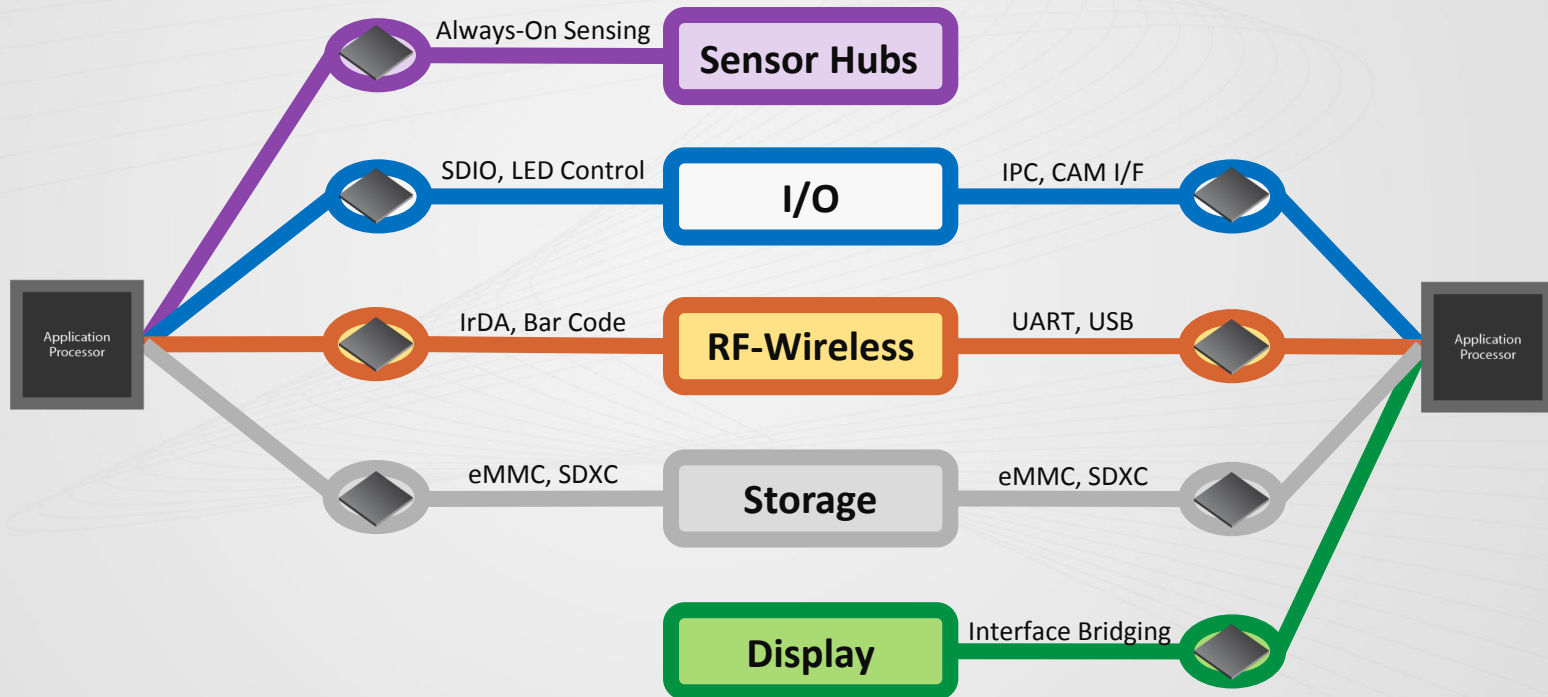 Always-On Sensing
Sensor Hubs
SDIO, LED Control
I/O
IPC, CAM I/F
Application
Processor
IrDA, Bar Code
RF-Wireless
UART, USB
Application
Processor
eMMC, SDXC
Storage
eMMC, SDXC
Display
Interface Bridging